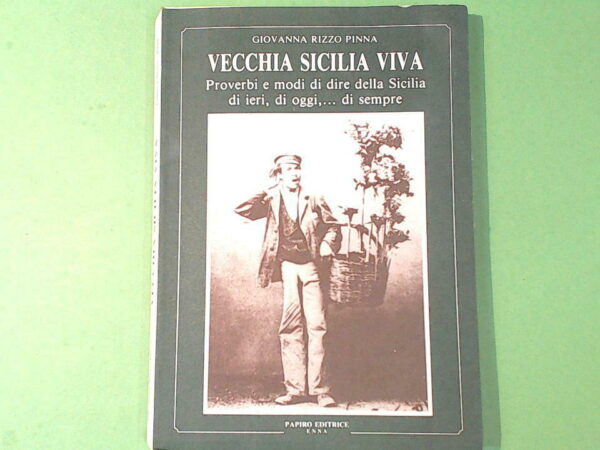 GIOVANNA RIZZO PINNA
VECCHIA SICILIA VIVA
Proverbi e modi di dire della Sicilia
di ieri, di oggi,... di sempre
PAPIRO EDITRICE
ENNA